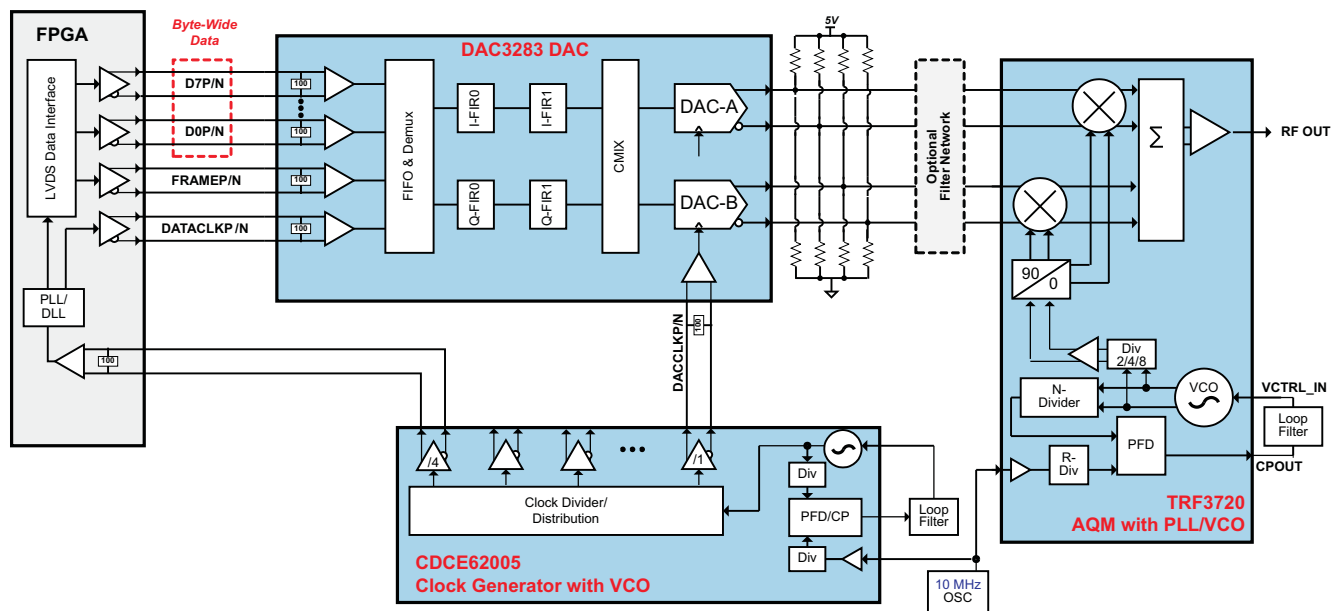 FPGA
LVDS Data Interface
PLL/
DLL
100
Byte-Wide
Data
D7P/N
D0P/N
FRAMEP/N
DATACLKP/N
DAC3283 DAC
100
100
100
100
FIFO & Demux
I-FIR0
I-FIR1
Q-FIR0
Q-FIR1
CMIX
DAC-A
DAC-B
100
DACCLKP/N
5V
Optional
Filter Network
Σ
RF OUT
90
0
Div
2/4/8
N-
Divider
VCO
VCTRL_IN
Loop
Filter
PFD
CPOUT
R-
Div
TRF3720
AQM with PLL/VCO
/4
/1
Clock Divider/
Distribution
Div
PFD/CP
Div
Loop
Filter
CDCE62005
Clock Generator with VCO
10 MHz
OSC